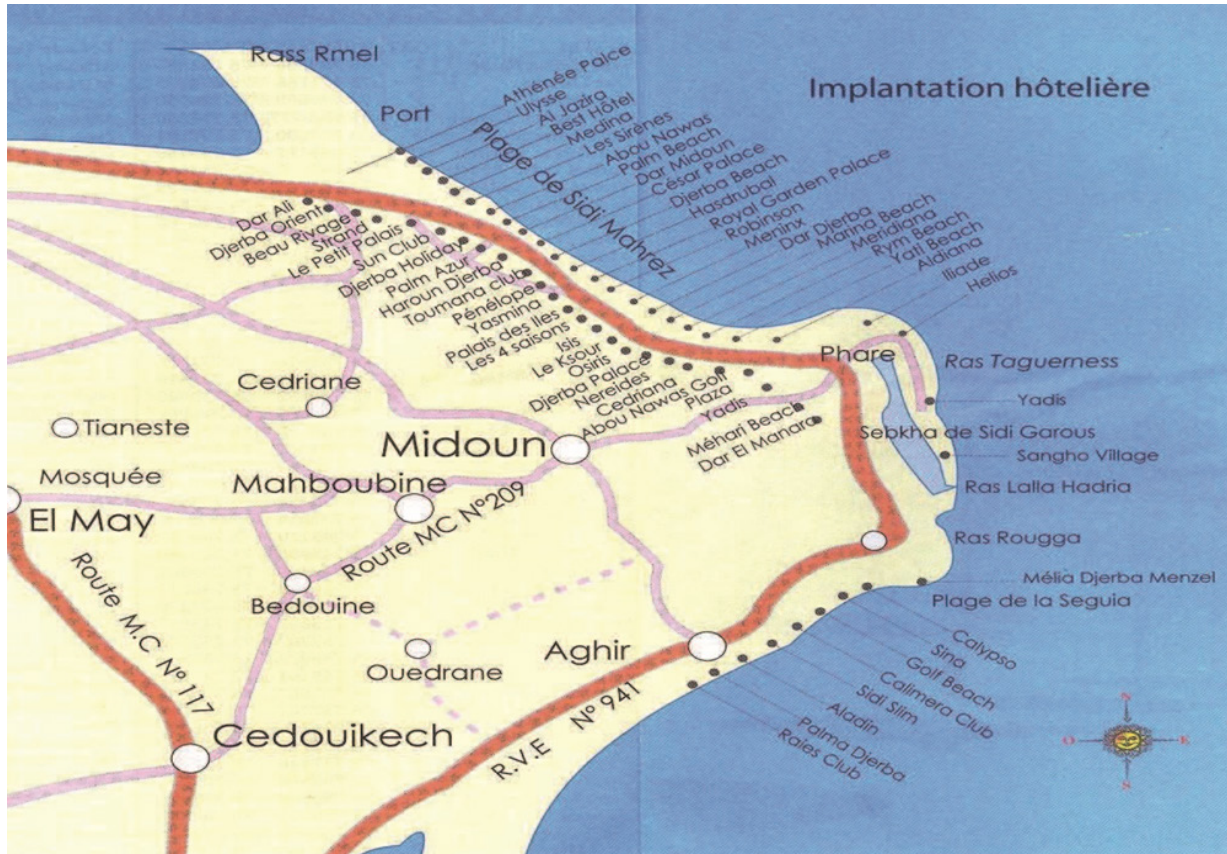 Rass Rmel
Implantation hôtelière
Port
Athénée Palce
Ulysse
Al Jazira
Best Hôtel
Medina
Les Sirènes
Abou Nawas
Palm Beach
Dar Midoun
César Palace
Djerba Beach
Hasdrubal
Royal Garden Palace
Robinson
Meninx
Dar Djerba
Marina Beach
Meridiana
Rym Beach
Yati Beach
Aldiana
Iliade
Helios
Plage de Sidi Mahrez
Dar Ali
Djerba Orient
Beau Rivage
Strand
Le Petit Palais
Sun Club
Djerba Holiday
Palm Azur
Haroun Djerba
Toumana club
Pénélope
Yasmina
Palais des Iles
Les 4 saisons
Isis
Le Ksour
Osiris
Djerba Palace
Nereides
Cedriana
Abou Nawas Golf
Plaza
Yadis
Méhari Beach
Dar El Manara
Phare
Ras Taguerness
Yadis
Sebkha de Sidi Garous
Sangho Village
Ras Lalla Hadria
Ras Rougga
Mélia Djerba Menzel
Plage de la Seguia
Cedriane
Tianeste
Midoun
Mosquée
Mahboubine
El May
Route MC N°209
Route M.C N°117
Bedouine
Ouedrane
Aghir
Cedouikech
R.V.E N° 941
Calypso
Sina
Golf Beach
Calimera Club
Sidi Slim
Aladin
Palma Djerba
Raies Club
N
O
E